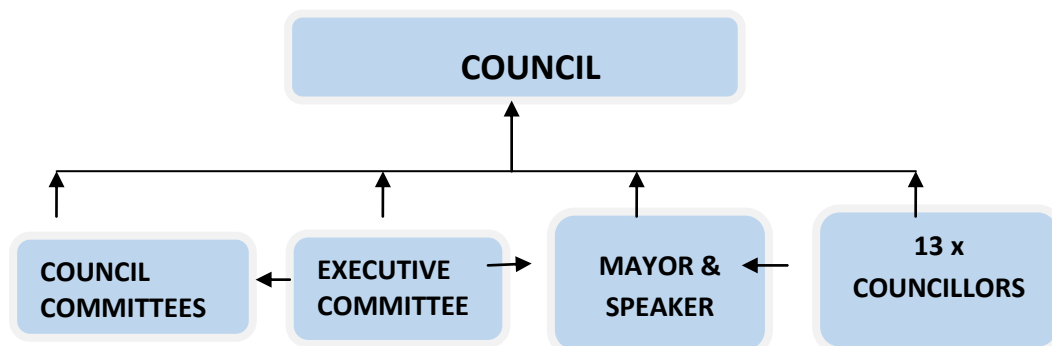 COUNCIL
COUNCIL
COMMITTEES
EXECUTIVE
COMMITTEE
MAYOR &
SPEAKER
13 x
COUNCILLORS